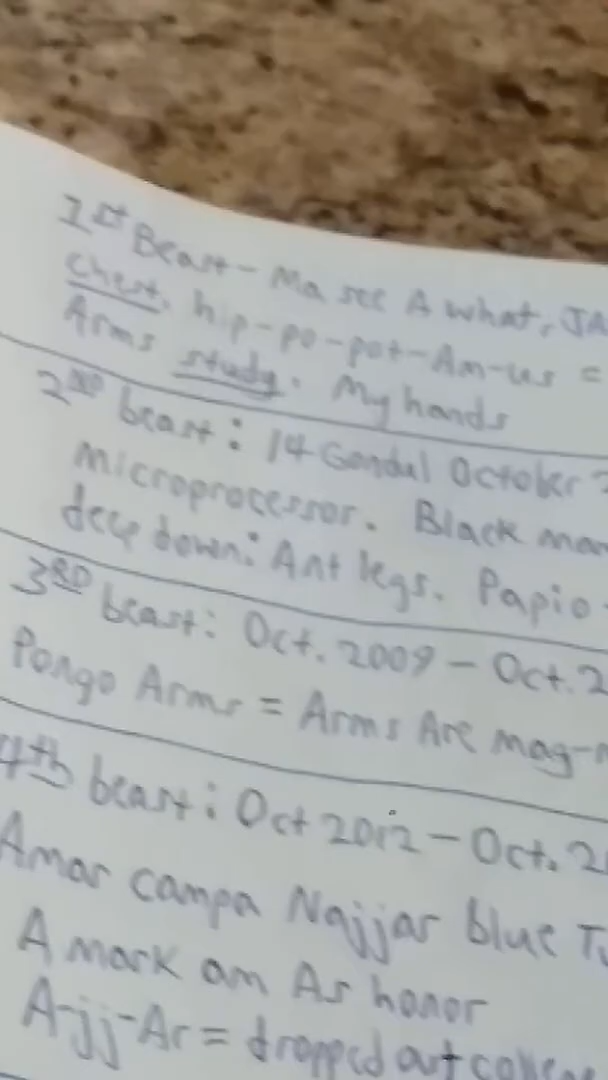 1st Beast - Ma see A what, JA
chest. hip-po-pot-Am-us =
Arms study. My hands
2ND beast: 14 Gondul October
microprocessor. Black man
deep down: Ant legs. Papio
3RD beast: Oct. 2009 - Oct. 2
Pongo Arms = Arms Are mag-n
4th beast: Oct 2012 - Oct. 2
Amar campa Najjar blue T
A mark am As honor
A-jj-Ar = dropped out college